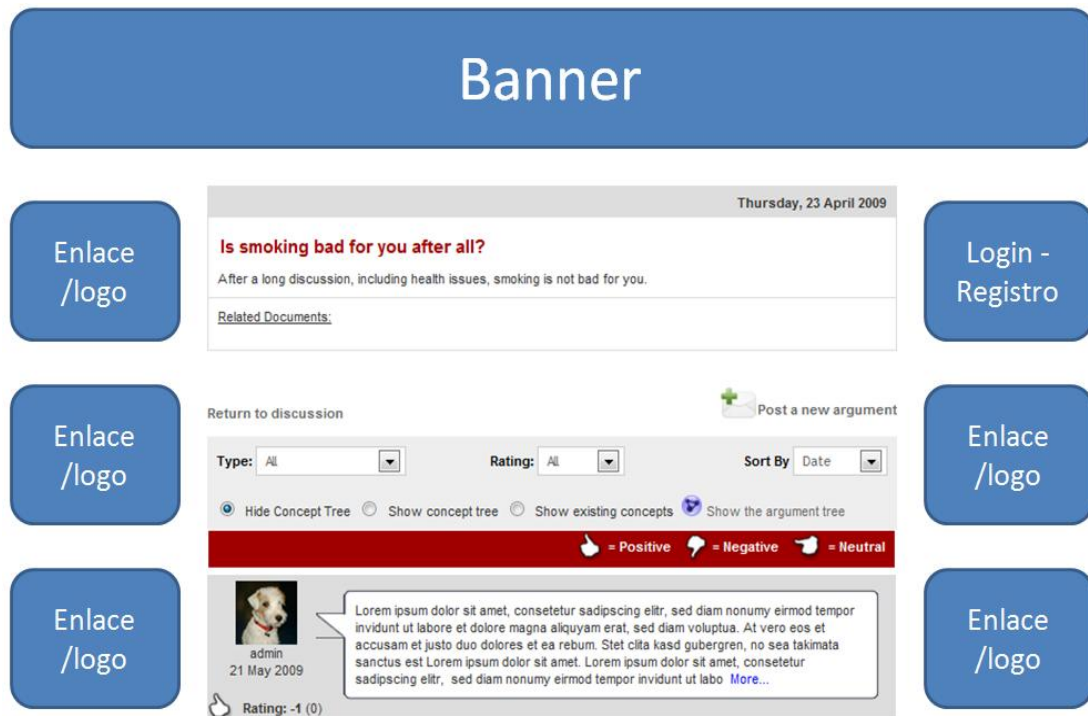 Banner
Enlace
/logo
Thursday, 23 April 2009
Is smoking bad for you after all?
After a long discussion, including health issues, smoking is not bad for you.
Related Documents:
Login -
Registro
Enlace
/logo
Return to discussion
Post a new argument
Type: All Rating: All Sort By Date
Hide Concept Tree Show concept tree Show existing concepts Show the argument tree
= Positive = Negative = Neutral
Enlace
/logo
Enlace
/logo
admin
21 May 2009
Lorem ipsum dolor sit amet, consetetur sadipscing elitr, sed diam nonumy eirmod tempor
invidunt ut labore et dolore magna aliquyam erat, sed diam voluptua. At vero eos et
accusam et justo duo dolores et ea rebum. Stet clita kasd gubergren, no sea takimata
sanctus est Lorem ipsum dolor sit amet. Lorem ipsum dolor sit amet, consetetur
sadipscing elitr, sed diam nonumy eirmod tempor invidunt ut labo More...
Rating: -1 (0)
Enlace
/logo